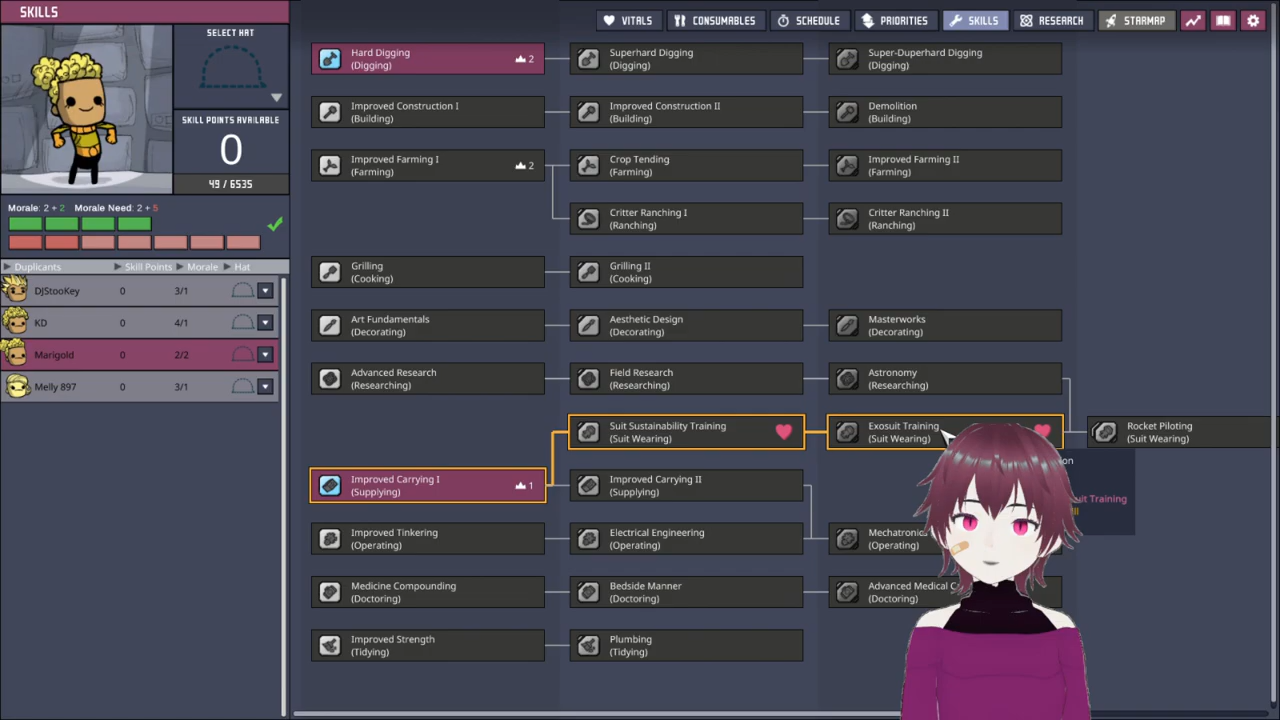 SKILLS
VITALS
CONSUMABLES
SCHEDULE
PRIORITIES
SKILLS
RESEARCH
STARMAP
SELECT HAT
SKILL POINTS AVAILABLE
0
49 / 6535
Morale: 2 + 2 Morale Need: 2 + 5
Duplicants Skill Points Morale Hat
DJStooKey 0 3/1
KD 0 4/1
Marigold 0 2/2
Melly 897 0 3/1
Hard Digging
(Digging)
2
Superhard Digging
(Digging)
Super-Duperhard Digging
(Digging)
Improved Construction I
(Building)
Improved Construction II
(Building)
Demolition
(Building)
Improved Farming I
(Farming)
2
Crop Tending
(Farming)
Improved Farming II
(Farming)
Critter Ranching I
(Ranching)
Critter Ranching II
(Ranching)
Grilling
(Cooking)
Grilling II
(Cooking)
Art Fundamentals
(Decorating)
Aesthetic Design
(Decorating)
Masterworks
(Decorating)
Advanced Research
(Researching)
Field Research
(Researching)
Astronomy
(Researching)
Suit Sustainability Training
(Suit Wearing)
Exosuit Training
(Suit Wearing)
Rocket Piloting
(Suit Wearing)
Improved Carrying I
(Supplying)
1
Improved Carrying II
(Supplying)
Improved Tinkering
(Operating)
Electrical Engineering
(Operating)
(Operating)
Medicine Compounding
(Doctoring)
Bedside Manner
(Doctoring)
Advanced Medical
(Doctoring)
Improved Strength
(Tidying)
Plumbing
(Tidying)
Training